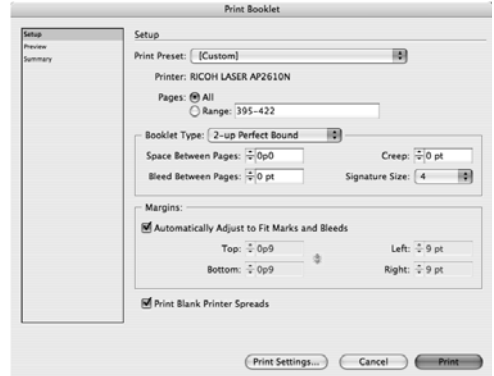 Print Booklet
Setup
Preview
Summary
Setup
Print Preset: [Custom]
Printer: RICOH LASER AP2610N
Pages: All
Range: 395-422
Booklet Type: 2-up Perfect Bound
Space Between Pages: 0p0 Creep: 0 pt
Bleed Between Pages: 0 pt Signature Size: 4
Margins:
Automatically Adjust to Fit Marks and Bleeds
Top: 0p9 Left: 9 pt
Bottom: 0p9 Right: 9 pt
Print Blank Printer Spreads
Print Settings... Cancel Print